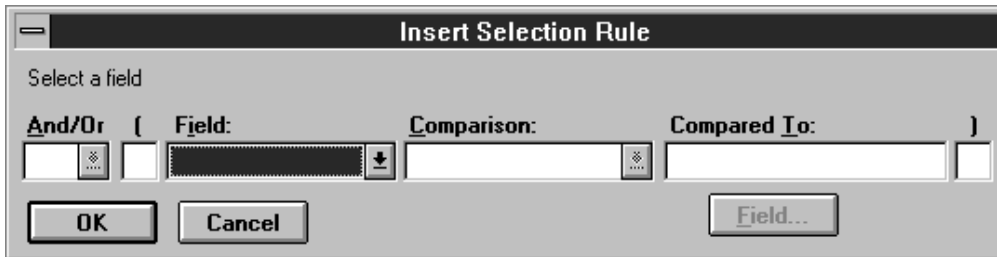 Insert Selection Rule
Select a field
And/Or ( Field: Comparison: Compared To: )
OK Cancel Field...